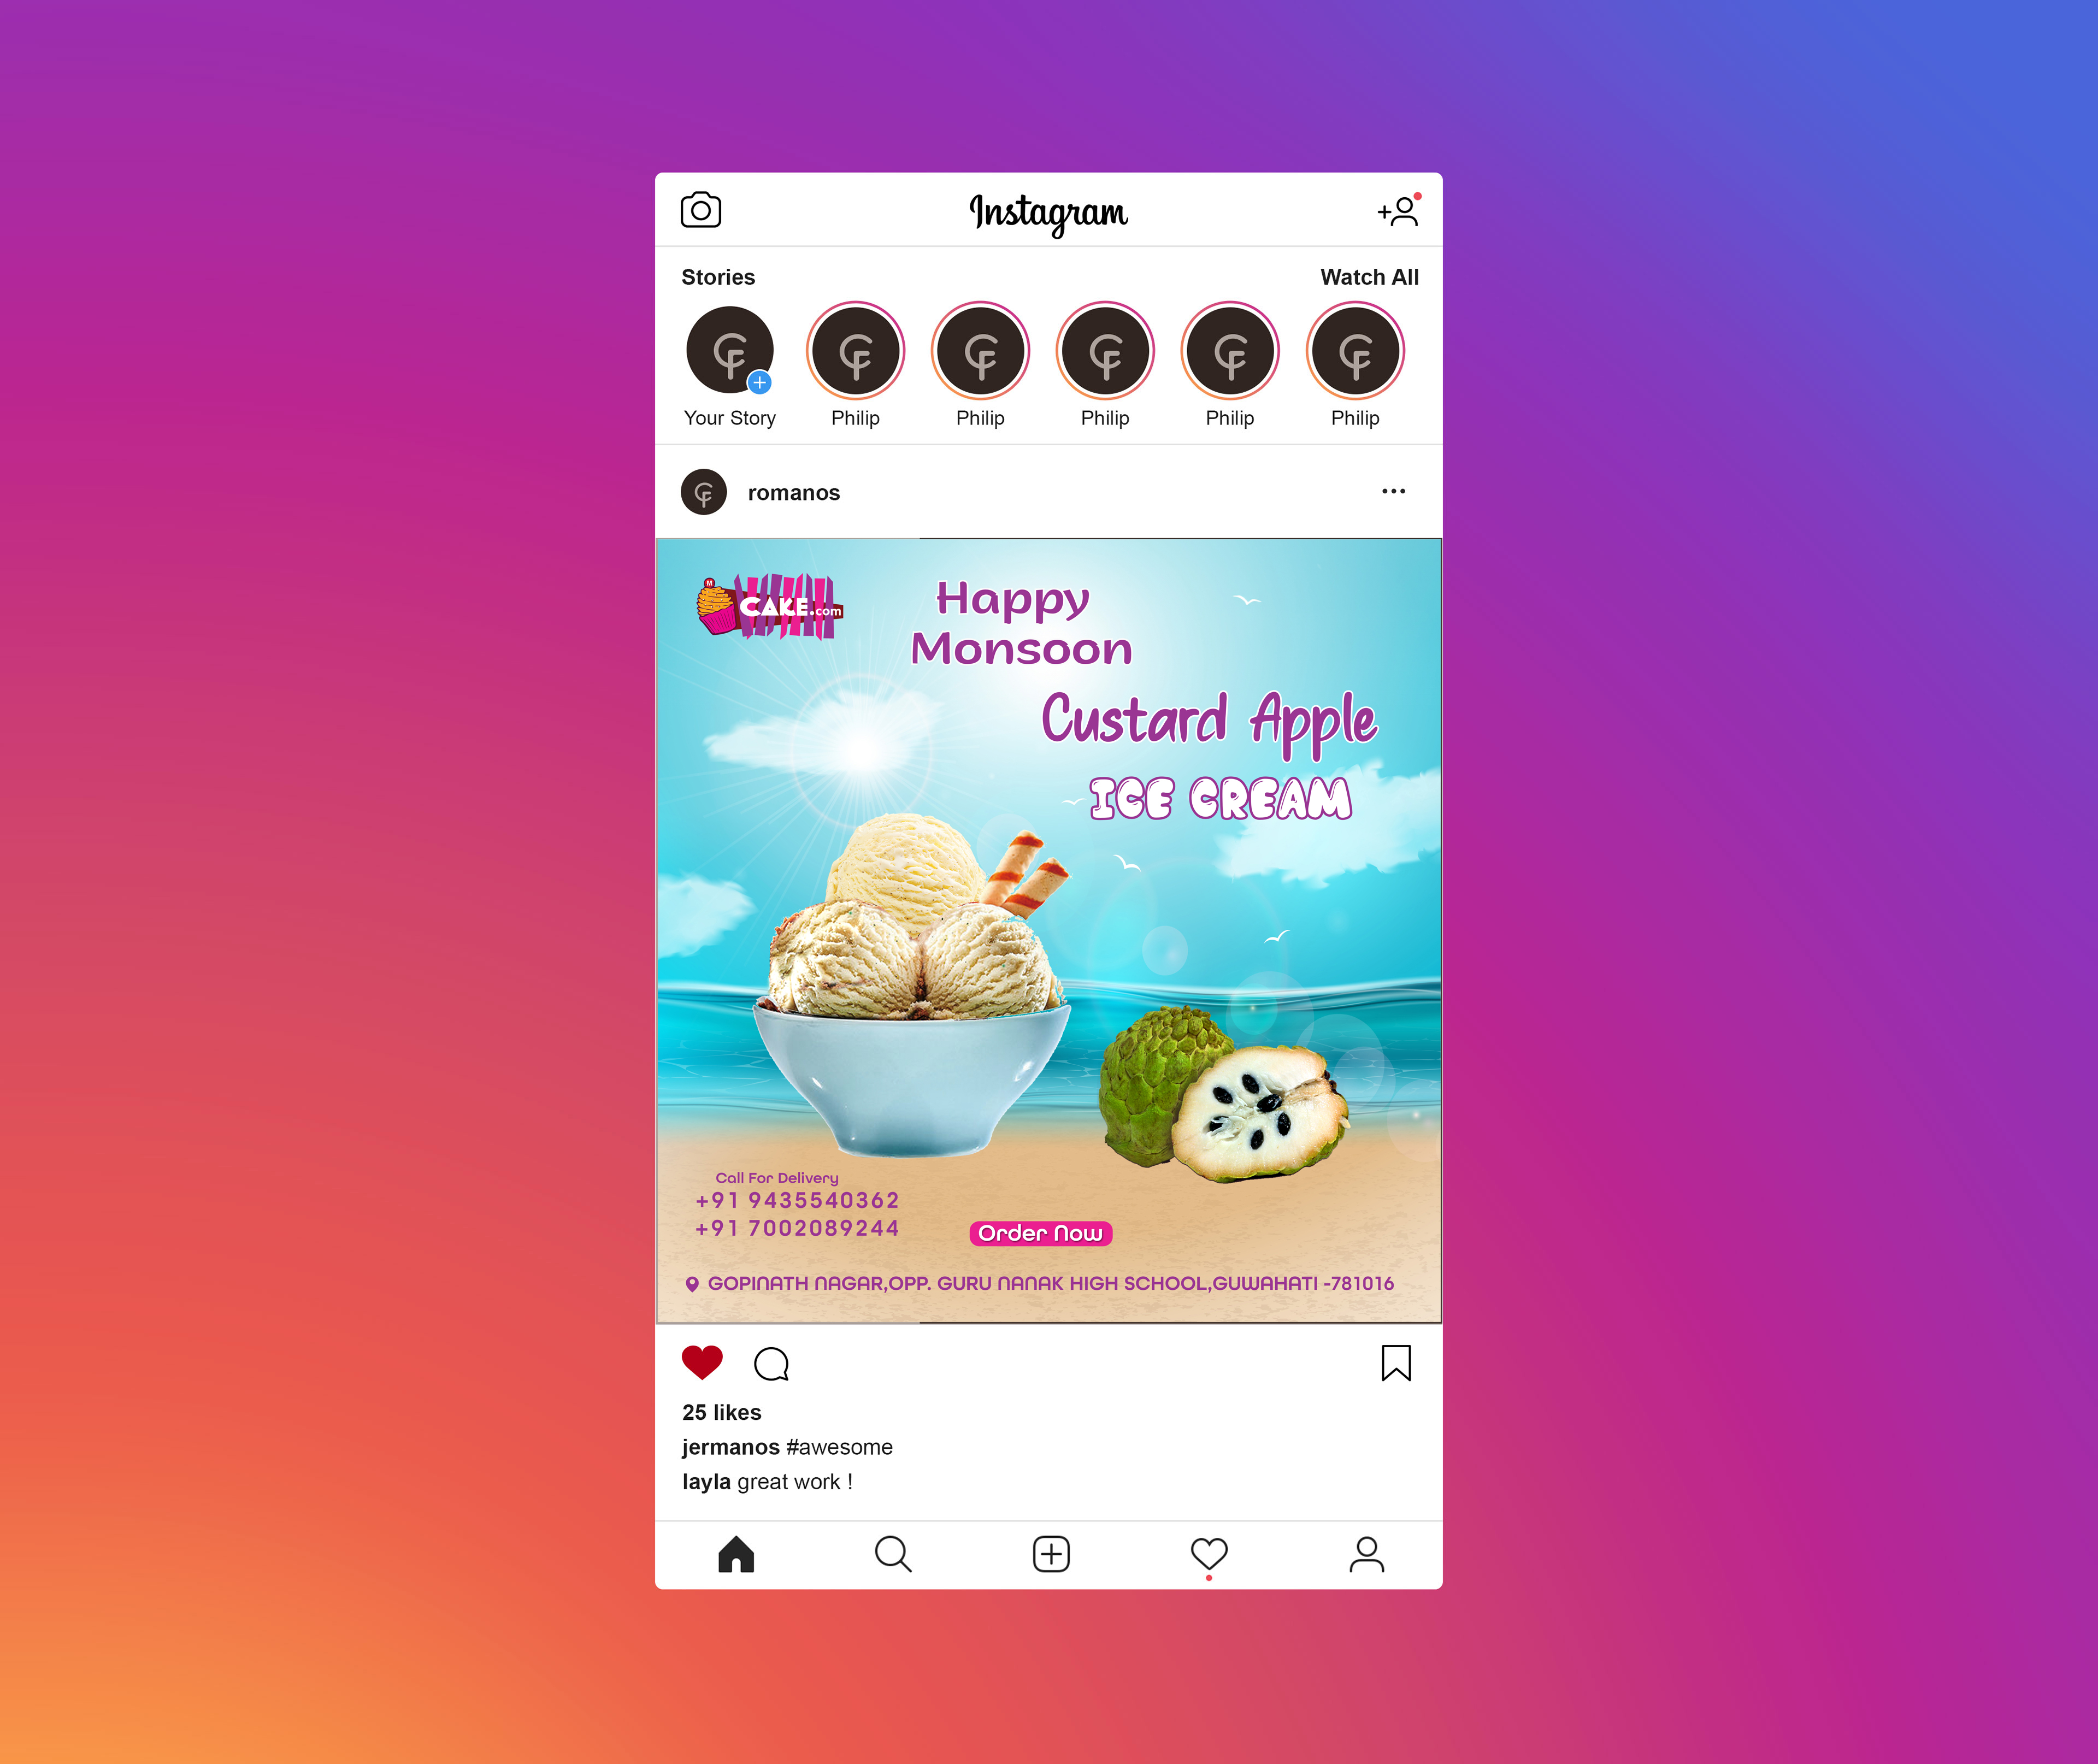 Instagram
Stories
Watch All
Your Story
Philip
Philip
Philip
Philip
Philip
romanos
M
CAKE.com
Happy
Monsoon
Custard Apple
ICE CREAM
Call For Delivery
+91 9435540362
+91 7002089244
Order Now
GOPINATH NAGAR,OPP. GURU NANAK HIGH SCHOOL,GUWAHATI -781016
25 likes
jermanos #awesome
layla great work !